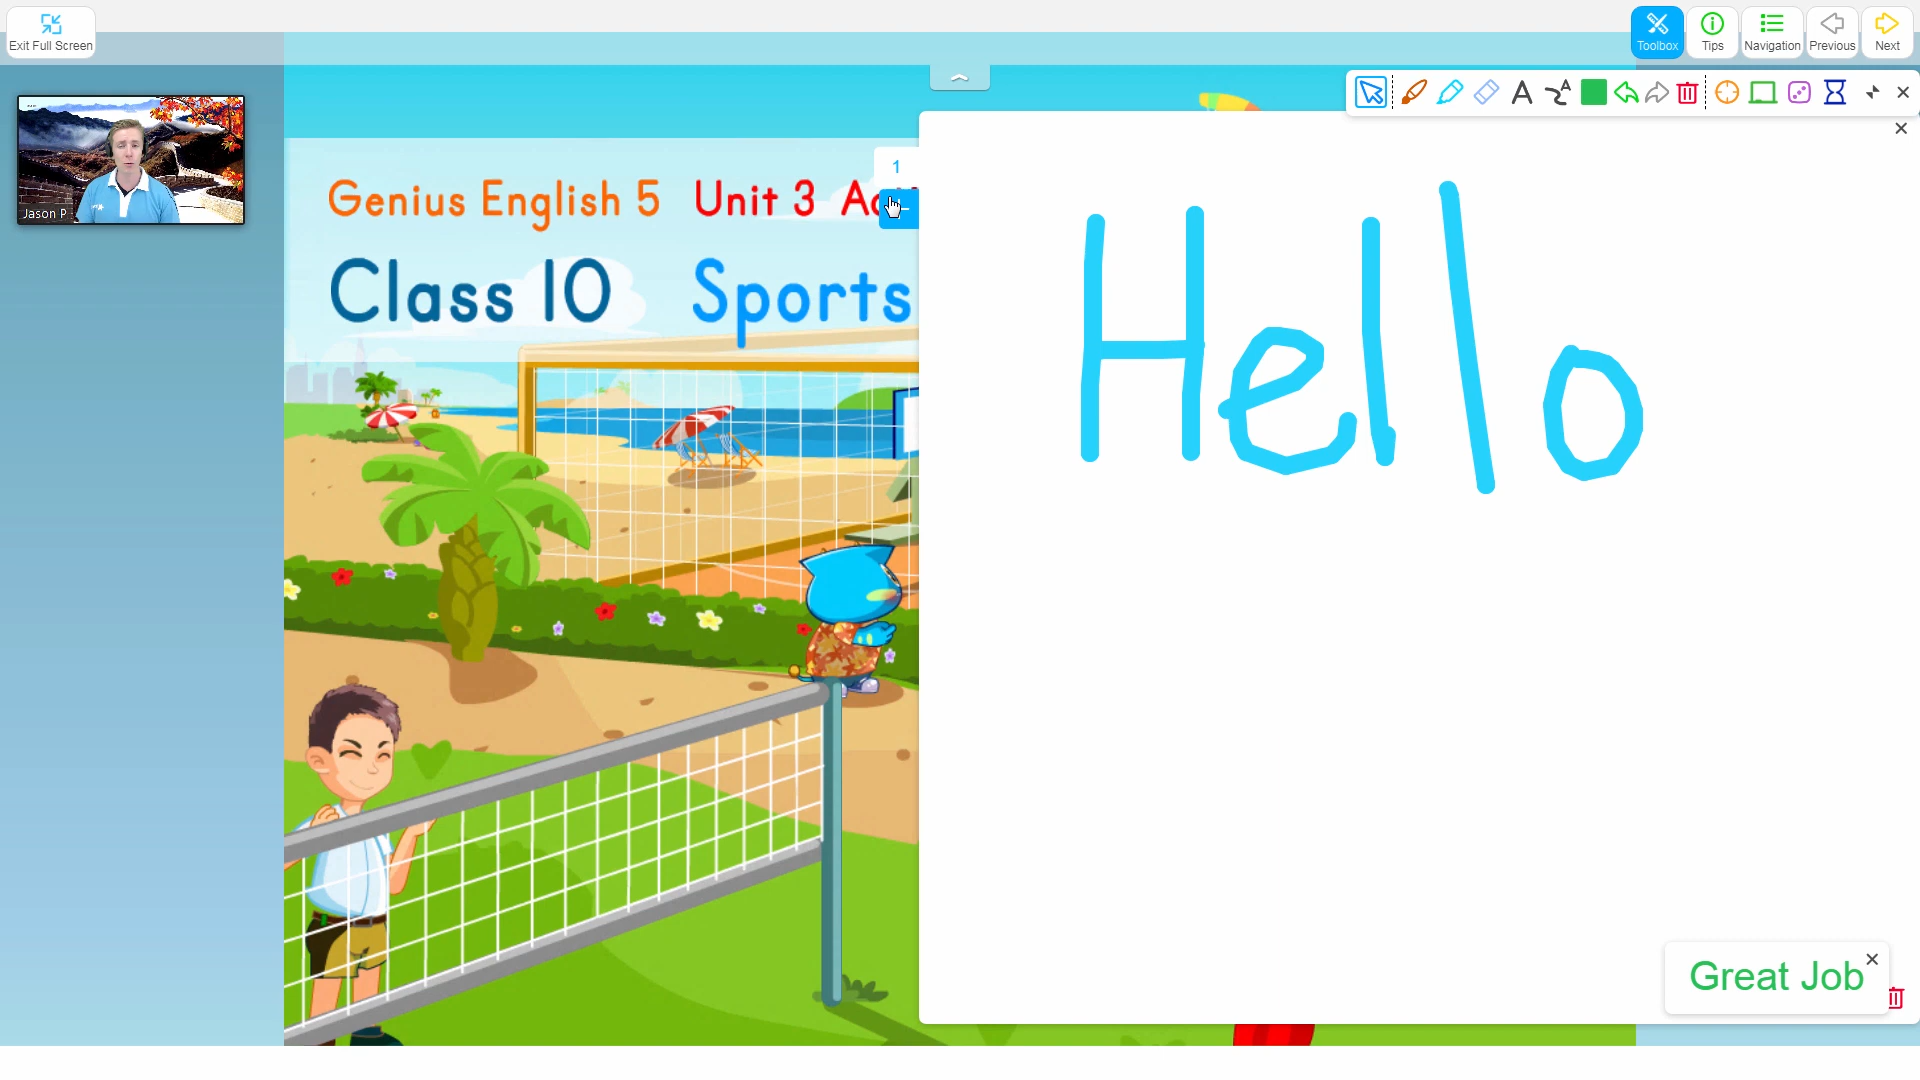 Exit Full Screen
Toolbox
Tips
Navigation
Previous
Next
Jason P
1
Genius English 5 Unit 3
Class 10 Sports
Hello
Great Job